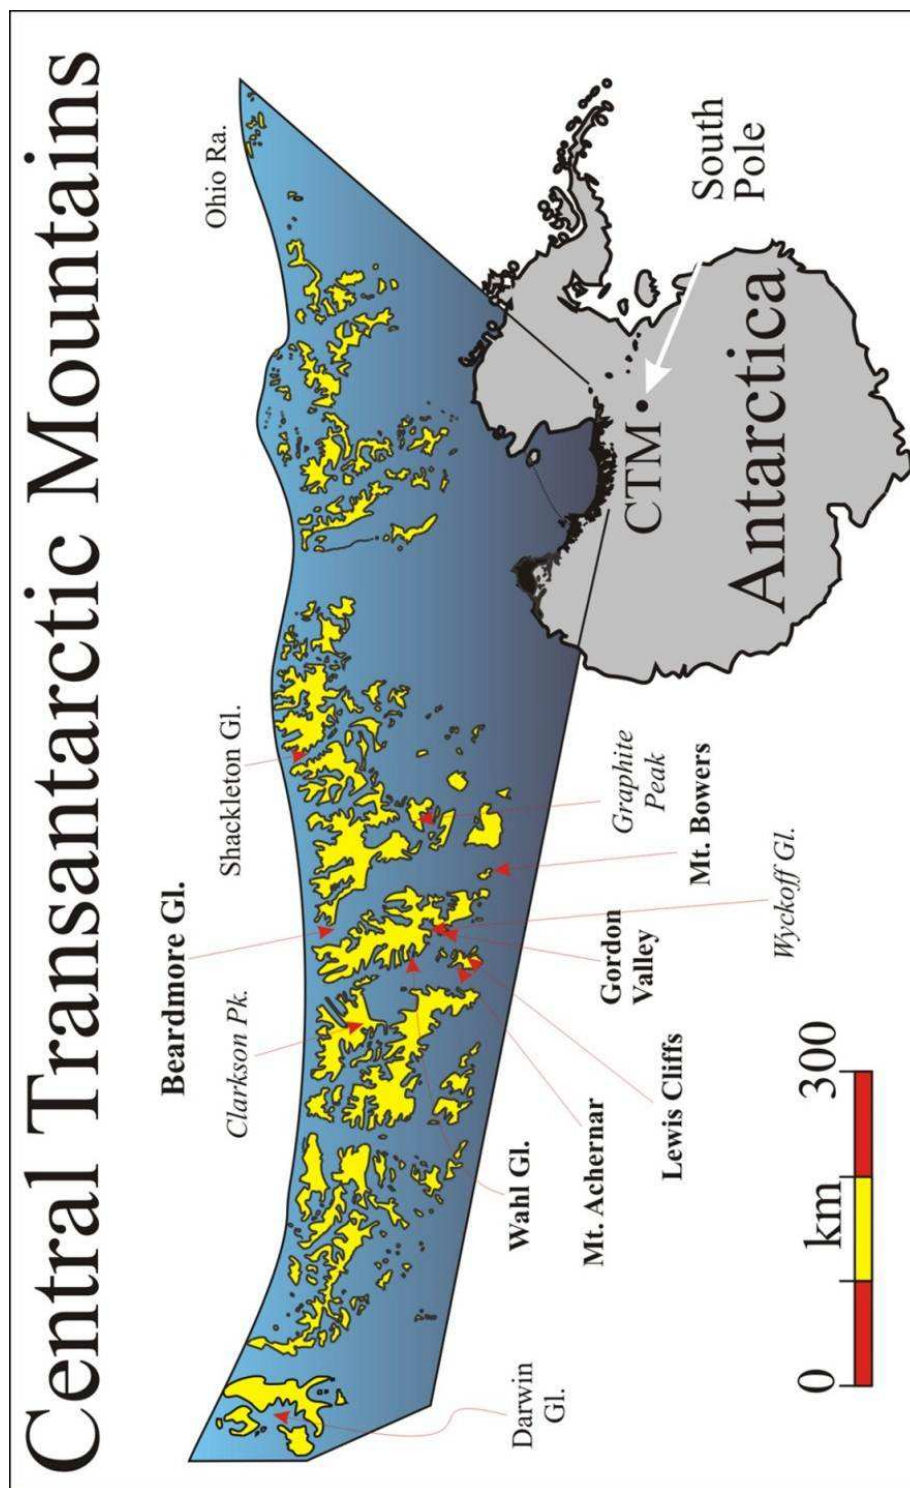 Central Transantarctic Mountains
Ohio Ra.
Shackleton Gl.
Beardmore Gl.
Clarkson Pk.
Darwin
Gl.
Wahl Gl.
Mt. Achernar
Lewis Cliffs
Gordon
Valley
Wyckoff Gl.
Mt. Bowers
Graphite
Peak
CTM
South
Pole
Antarctica
0
km
300